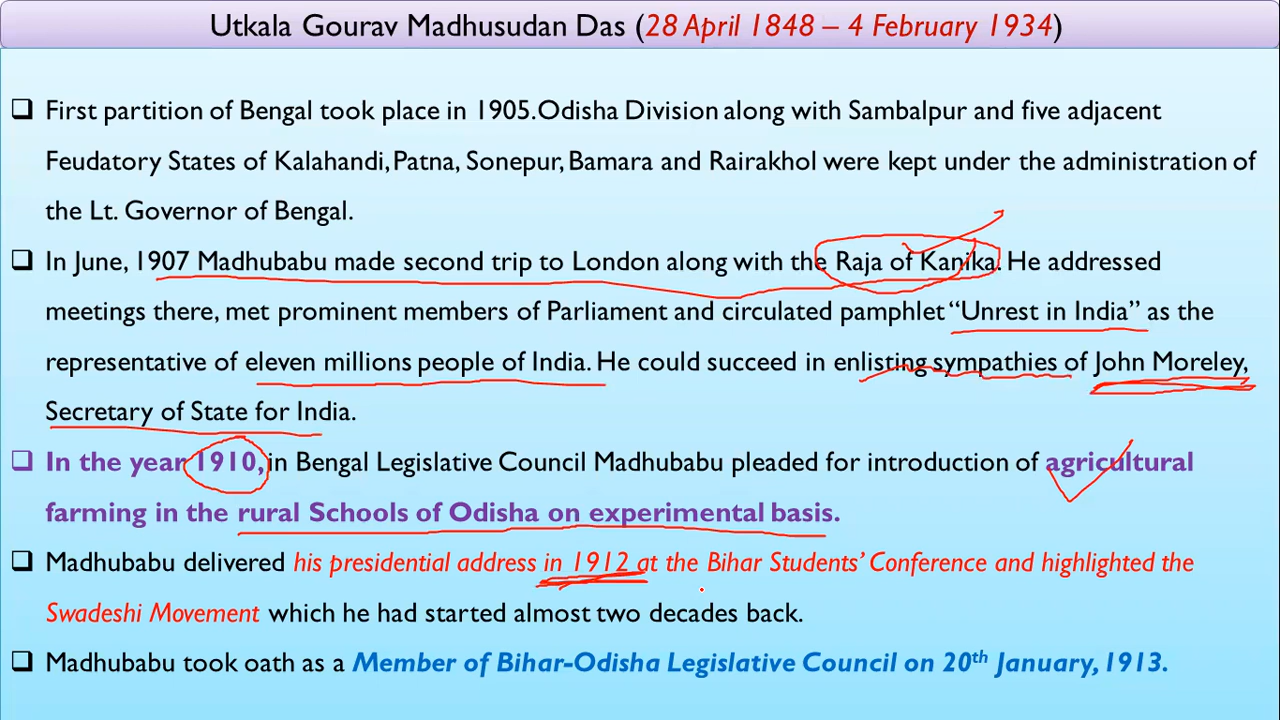 Utkala Gourav Madhusudan Das (28 April 1848 – 4 February 1934)
❑ First partition of Bengal took place in 1905.Odisha Division along with Sambalpur and five adjacent
Feudatory States of Kalahandi, Patna, Sonepur, Bamara and Rairakhol were kept under the administration of
the Lt. Governor of Bengal.
❑ In June, 1907 Madhubabu made second trip to London along with the Raja of Kanika. He addressed
meetings there, met prominent members of Parliament and circulated pamphlet “Unrest in India” as the
representative of eleven millions people of India. He could succeed in enlisting sympathies of John Moreley,
Secretary of State for India.
❑ In the year 1910, in Bengal Legislative Council Madhubabu pleaded for introduction of agricultural
farming in the rural Schools of Odisha on experimental basis.
❑ Madhubabu delivered his presidential address in 1912 at the Bihar Students’ Conference and highlighted the
Swadeshi Movement which he had started almost two decades back.
❑ Madhubabu took oath as a Member of Bihar-Odisha Legislative Council on 20th January, 1913.